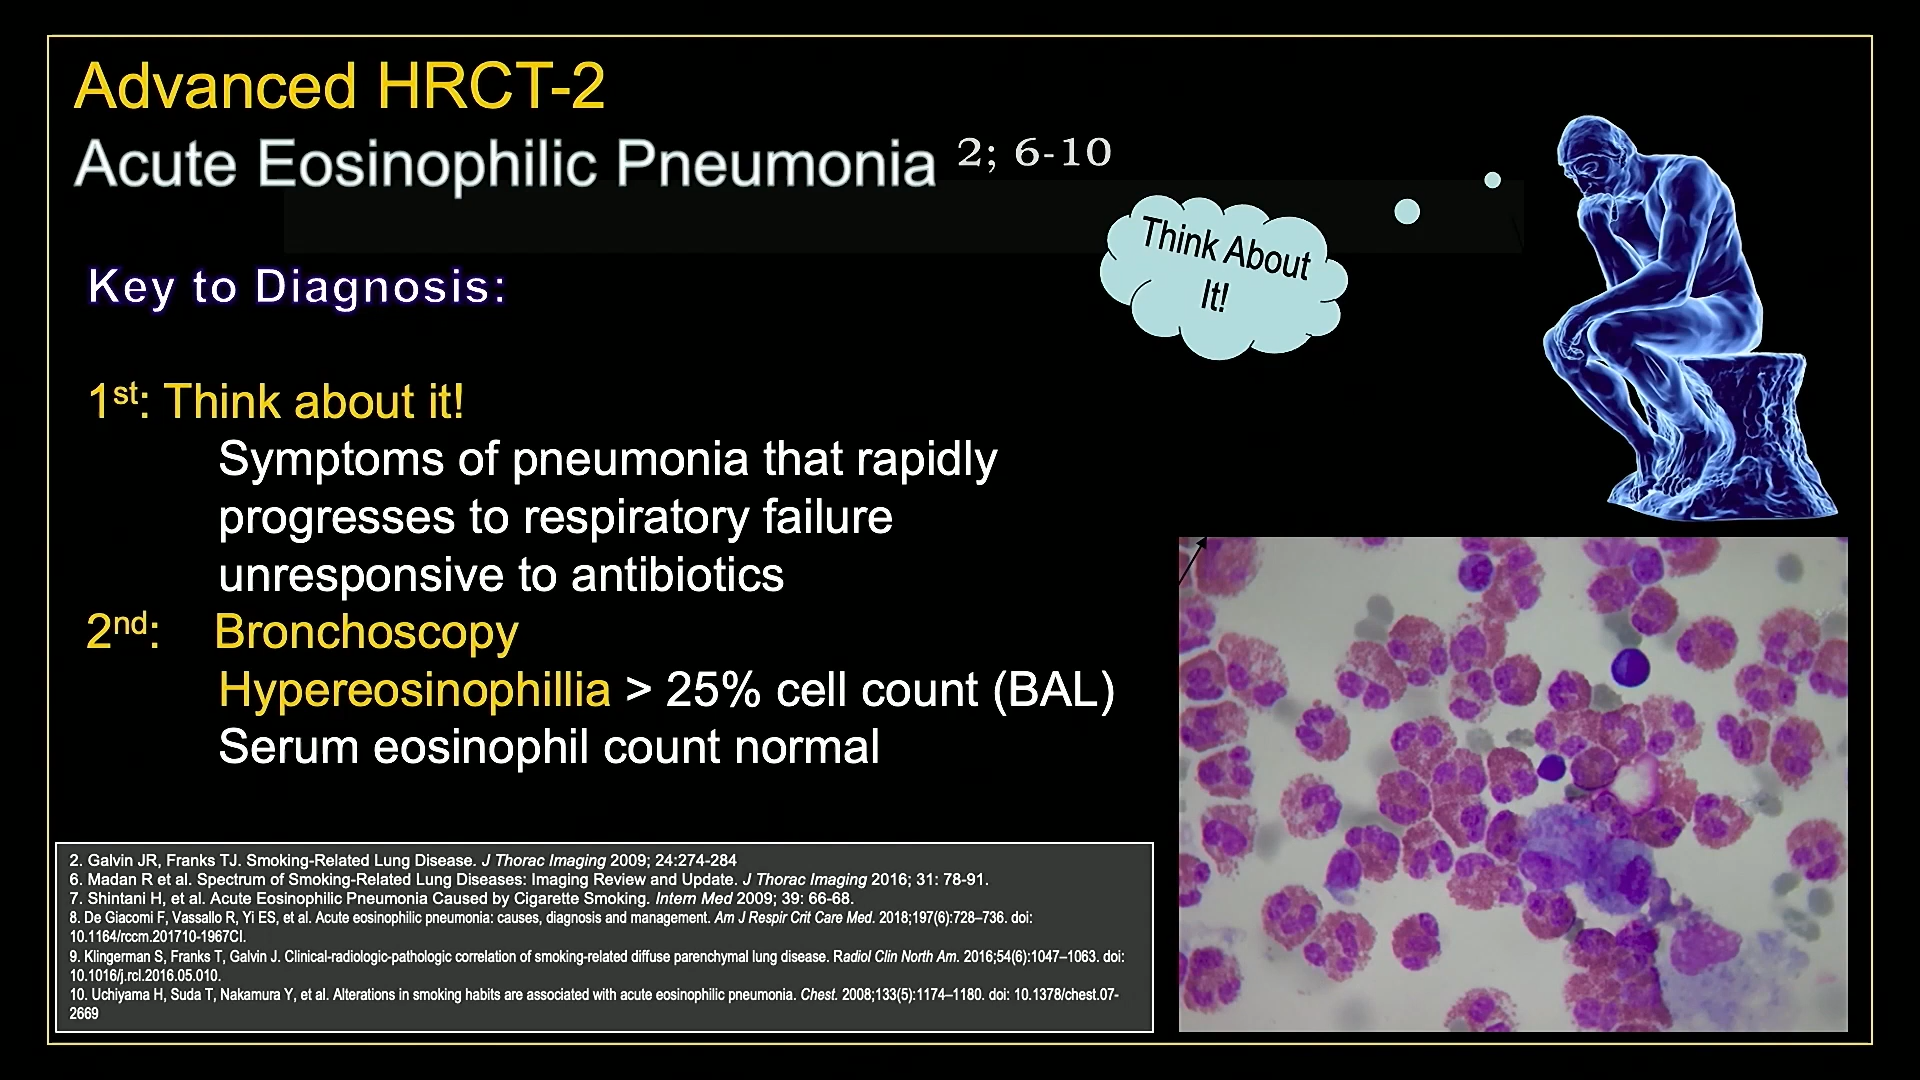 Advanced HRCT-2
Acute Eosinophilic Pneumonia 2; 6-10
Think About
It!
Key to Diagnosis:
1st: Think about it!
Symptoms of pneumonia that rapidly
progresses to respiratory failure
unresponsive to antibiotics
2nd: Bronchoscopy
Hypereosinophillia > 25% cell count (BAL)
Serum eosinophil count normal
2. Galvin JR, Franks TJ. Smoking-Related Lung Disease. J Thorac Imaging 2009; 24:274-284
6. Madan R et al. Spectrum of Smoking-Related Lung Diseases: Imaging Review and Update. J Thorac Imaging 2016; 31: 78-91.
7. Shintani H, et al. Acute Eosinophilic Pneumonia Caused by Cigarette Smoking. Intern Med 2009; 39: 66-68.
8. De Giacomi F, Vassallo R, Yi ES, et al. Acute eosinophilic pneumonia: causes, diagnosis and management. Am J Respir Crit Care Med. 2018;197(6):728–736. doi:
10.1164/rccm.201710-1967CI.
9. Klingerman S, Franks T, Galvin J. Clinical-radiologic-pathologic correlation of smoking-related diffuse parenchymal lung disease. Radiol Clin North Am. 2016;54(6):1047–1063. doi:
10.1016/j.rcl.2016.05.010.
10. Uchiyama H, Suda T, Nakamura Y, et al. Alterations in smoking habits are associated with acute eosinophilic pneumonia. Chest. 2008;133(5):1174–1180. doi: 10.1378/chest.07-
2669